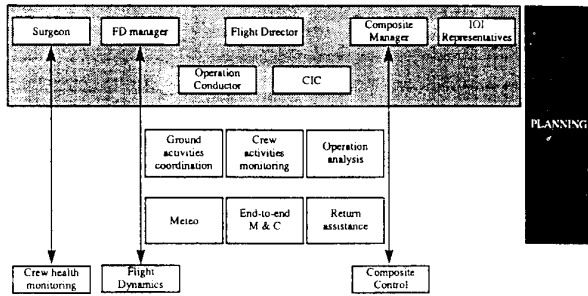 Surgeon
FD manager
Flight Director
Composite
Manager
IOI
Representatives
Operation
Conductor
CIC
PLANNING
Ground
activities
coordination
Crew
activities
monitoring
Operation
analysis
Meteo
End-to-end
M & C
Return
assistance
Crew health
monitoring
Flight
Dynamics
Composite
Control